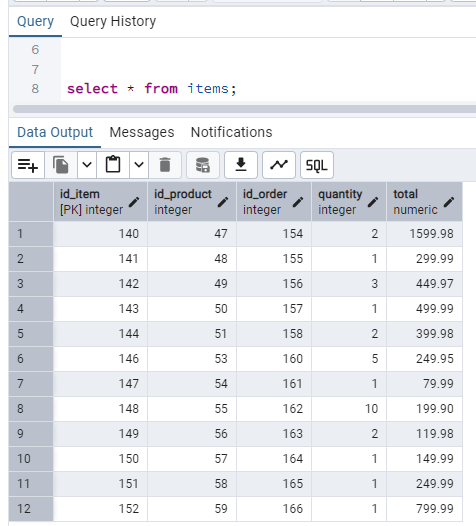 Query Query History
6
7
8 select * from items;
Data Output Messages Notifications
SQL
id_item id_product id_order quantity total
[PK] integer integer integer integer numeric
1 140 47 154 2 1599.98
2 141 48 155 1 299.99
3 142 49 156 3 449.97
4 143 50 157 1 499.99
5 144 51 158 2 399.98
6 146 53 160 5 249.95
7 147 54 161 1 79.99
8 148 55 162 10 199.90
9 149 56 163 2 119.98
10 150 57 164 1 149.99
11 151 58 165 1 249.99
12 152 59 166 1 799.99